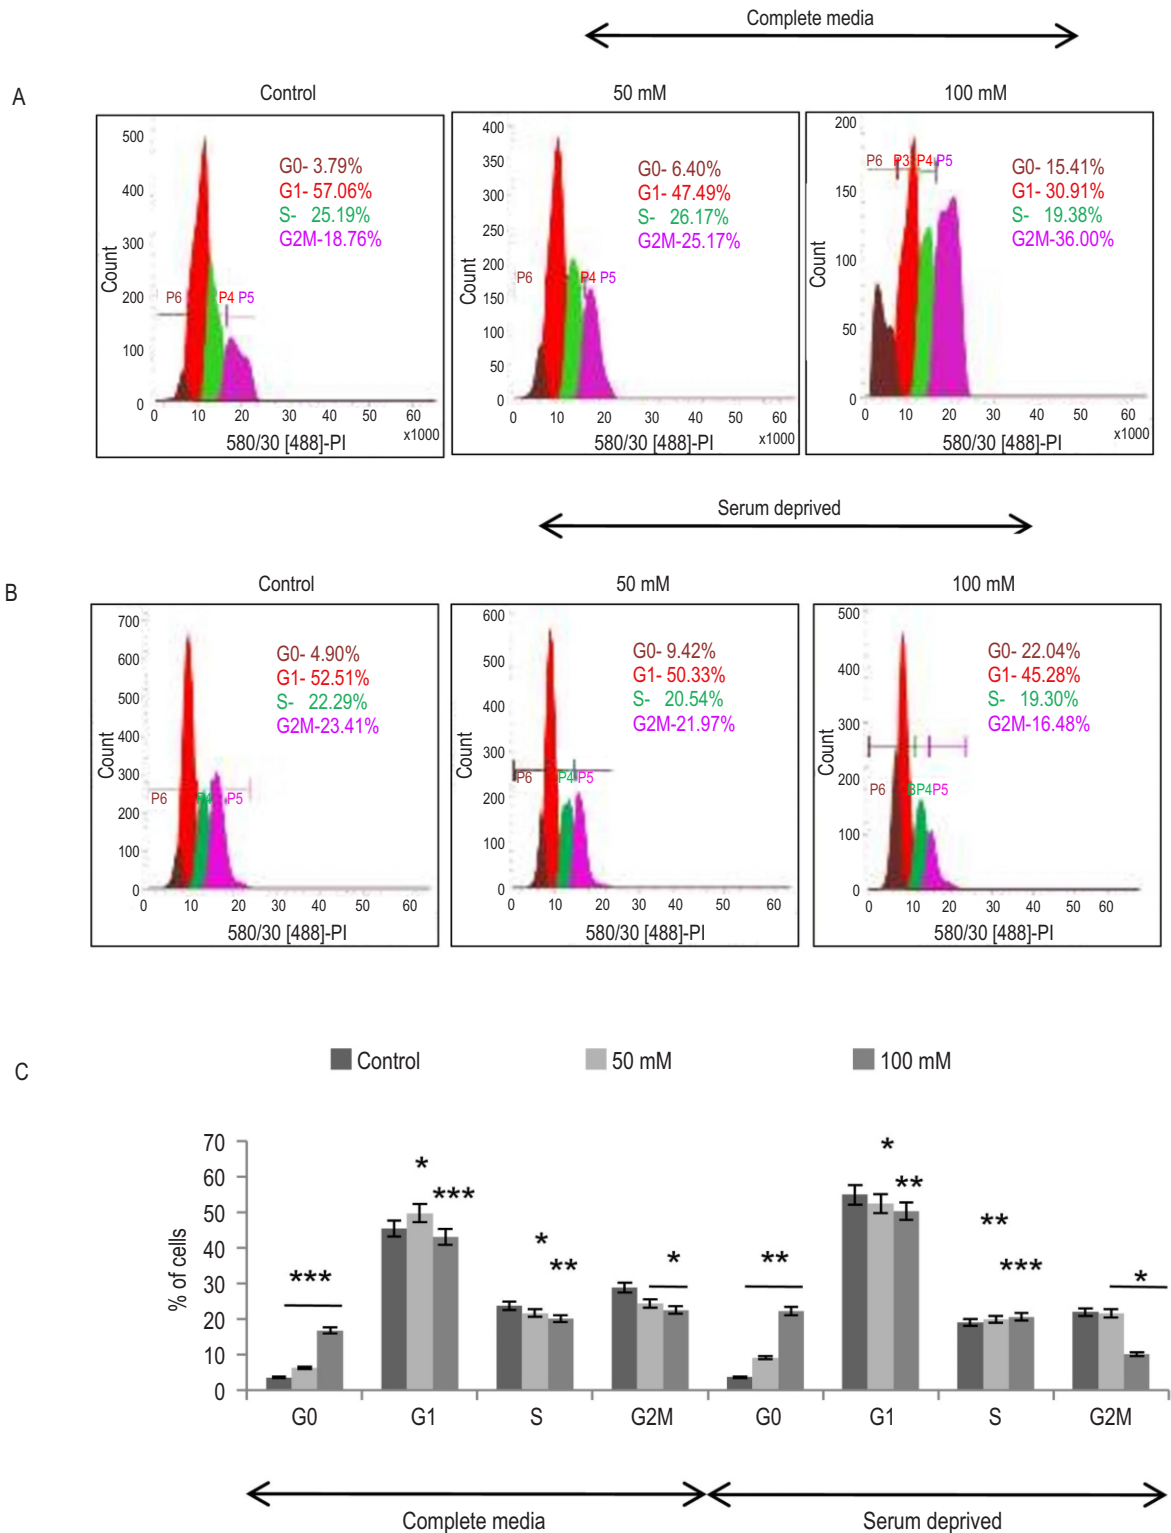 Complete media
A
Control 50 mM 100 mM
500
400
300
200
100
0
Count
G0- 3.79%
G1- 57.06%
S- 25.19%
G2M-18.76%
P6 P4 P5
0 10 20 30 40 50 60
x1000
580/30 [488]-PI
400
350
300
250
200
150
100
50
0
Count
G0- 6.40%
G1- 47.49%
S- 26.17%
G2M-25.17%
P6 P4 P5
0 10 20 30 40 50 60
x1000
580/30 [488]-PI
200
150
100
50
0
Count
P6 P3 P4 P5
G0- 15.41%
G1- 30.91%
S- 19.38%
G2M-36.00%
0 10 20 30 40 50 60
x1000
580/30 [488]-PI
Serum deprived
B
Control 50 mM 100 mM
700
600
500
400
300
200
100
0
Count
G0- 4.90%
G1- 52.51%
S- 22.29%
G2M-23.41%
P6 P4 P5
0 10 20 30 40 50 60
580/30 [488]-PI
600
500
400
300
200
100
0
Count
G0- 9.42%
G1- 50.33%
S- 20.54%
G2M-21.97%
P6 P4 P5
0 10 20 30 40 50 60
580/30 [488]-PI
500
400
300
200
100
0
Count
G0- 22.04%
G1- 45.28%
S- 19.30%
G2M-16.48%
P6 3P4P5
0 10 20 30 40 50 60
580/30 [488]-PI
C
Control 50 mM 100 mM
% of cells
70
60
50
40
30
20
10
0
*** * *** * ** * ** * ** ** *** *
G0 G1 S G2M G0 G1 S G2M
Complete media Serum deprived